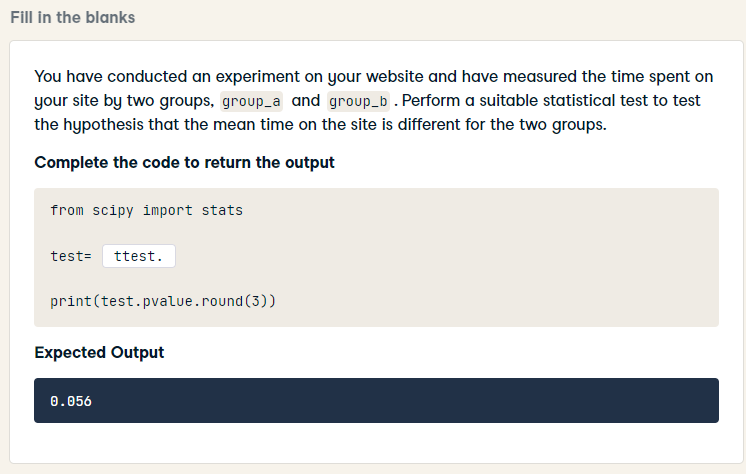 Fill in the blanks
You have conducted an experiment on your website and have measured the time spent on
your site by two groups, group_a and group_b . Perform a suitable statistical test to test
the hypothesis that the mean time on the site is different for the two groups.
Complete the code to return the output
from scipy import stats
test= ttest.
print(test.pvalue.round(3))
Expected Output
0.056